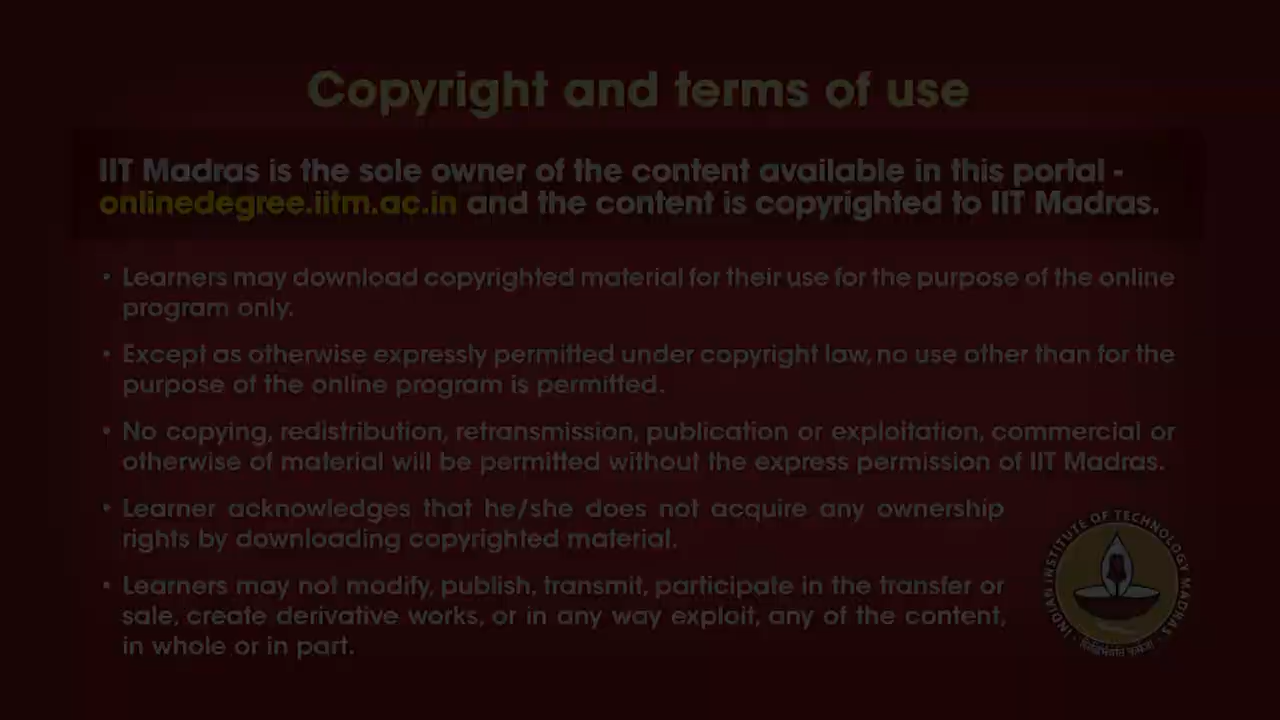 Copyright and terms of use
IIT Madras is the sole owner of the content available in this portal -
onlinedegree.iitm.ac.in and the content is copyrighted to IIT Madras.
• Learners may download copyrighted material for their use for the purpose of the online
program only.
• Except as otherwise expressly permitted under copyright law, no use other than for the
purpose of the online program is permitted.
• No copying, redistribution, retransmission, publication or exploitation, commercial or
otherwise of material will be permitted without the express permission of IIT Madras.
• Learner acknowledges that he/she does not acquire any ownership
rights by downloading copyrighted material.
• Learners may not modify, publish, transmit, participate in the transfer or
sale, create derivative works, or in any way exploit, any of the content,
in whole or in part.
INDIAN INSTITUTE OF TECHNOLOGY MADRAS